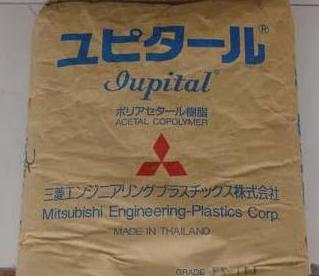 ユピタール®
Iupital®
ポリアセタール樹脂
ACETAL COPOLYMER
三菱エンジニアリングプラスチックス株式会社
Mitsubishi Engineering-Plastics Corp.
MADE IN THAILAND
GRADE